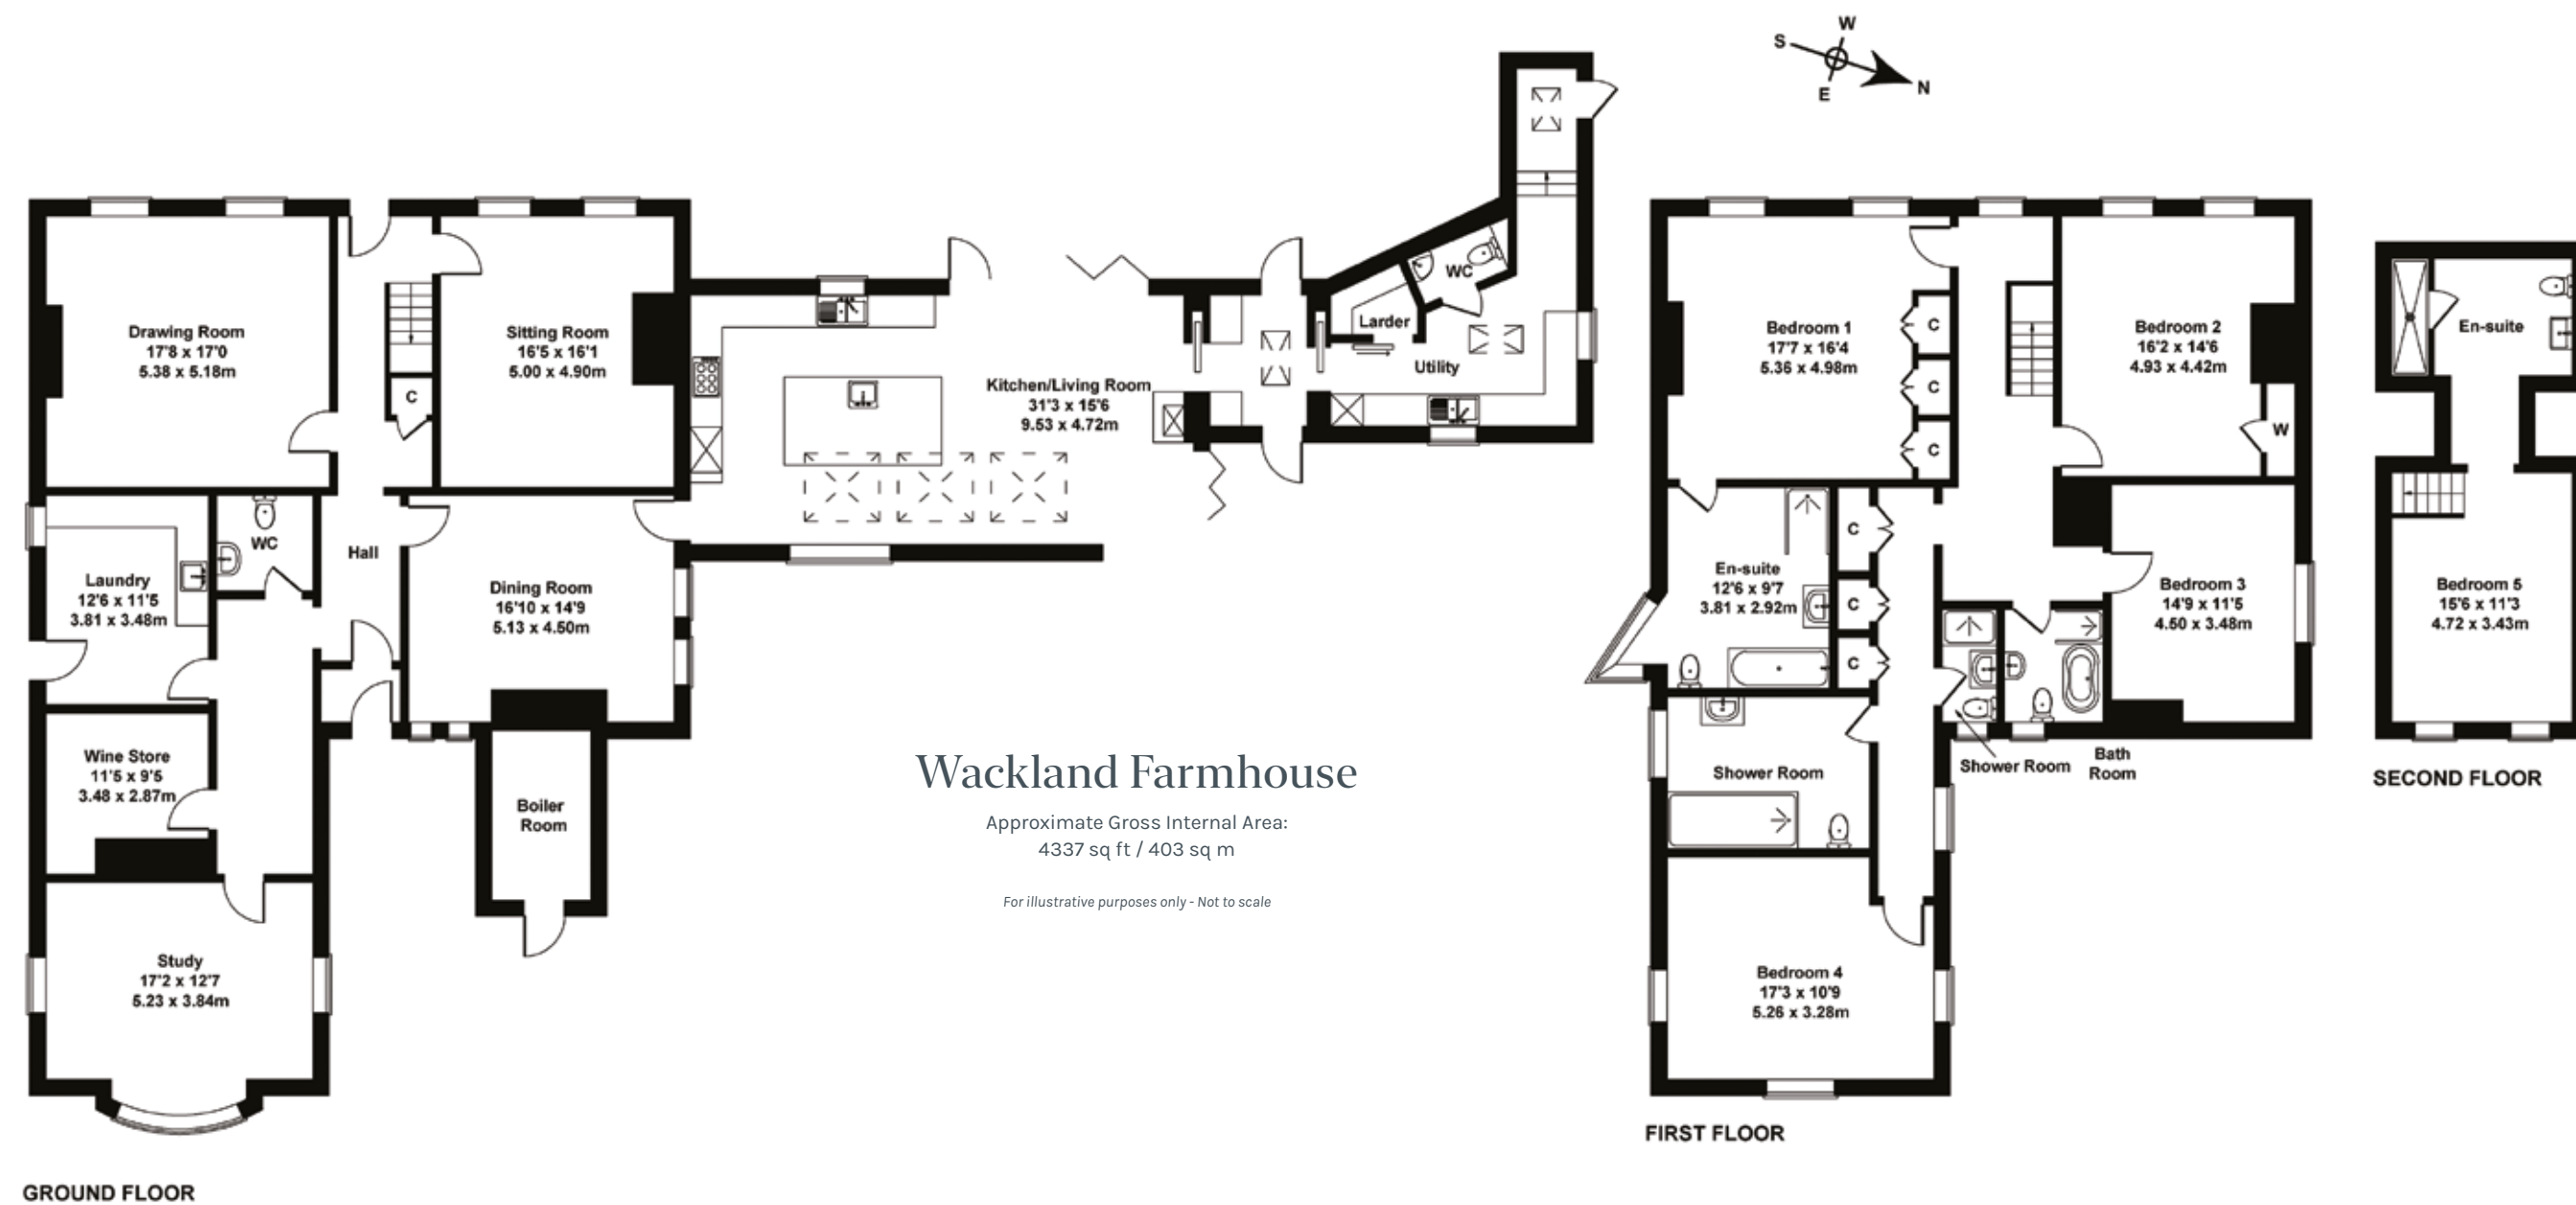 W
S
E
N
Drawing Room
17'8 x 17'0
5.38 x 5.18m
Sitting Room
16'5 x 16'1
5.00 x 4.90m
C
Kitchen/Living Room
31'3 x 15'6
9.53 x 4.72m
WC
Larder
Utility
Hall
WC
Laundry
12'6 x 11'5
3.81 x 3.48m
Dining Room
16'10 x 14'9
5.13 x 4.50m
Wine Store
11'5 x 9'5
3.48 x 2.87m
Boiler
Room
Study
17'2 x 12'7
5.23 x 3.84m
GROUND FLOOR
Wackland Farmhouse
Approximate Gross Internal Area:
4337 sq ft / 403 sq m
For illustrative purposes only - Not to scale
Bedroom 1
17'7 x 16'4
5.36 x 4.98m
C
C
C
Bedroom 2
16'2 x 14'6
4.93 x 4.42m
W
En-suite
12'6 x 9'7
3.81 x 2.92m
C
C
C
Bedroom 3
14'9 x 11'5
4.50 x 3.48m
Shower Room
Shower Room
Bath
Room
Bedroom 4
17'3 x 10'9
5.26 x 3.28m
FIRST FLOOR
En-suite
Bedroom 5
15'6 x 11'3
4.72 x 3.43m
SECOND FLOOR